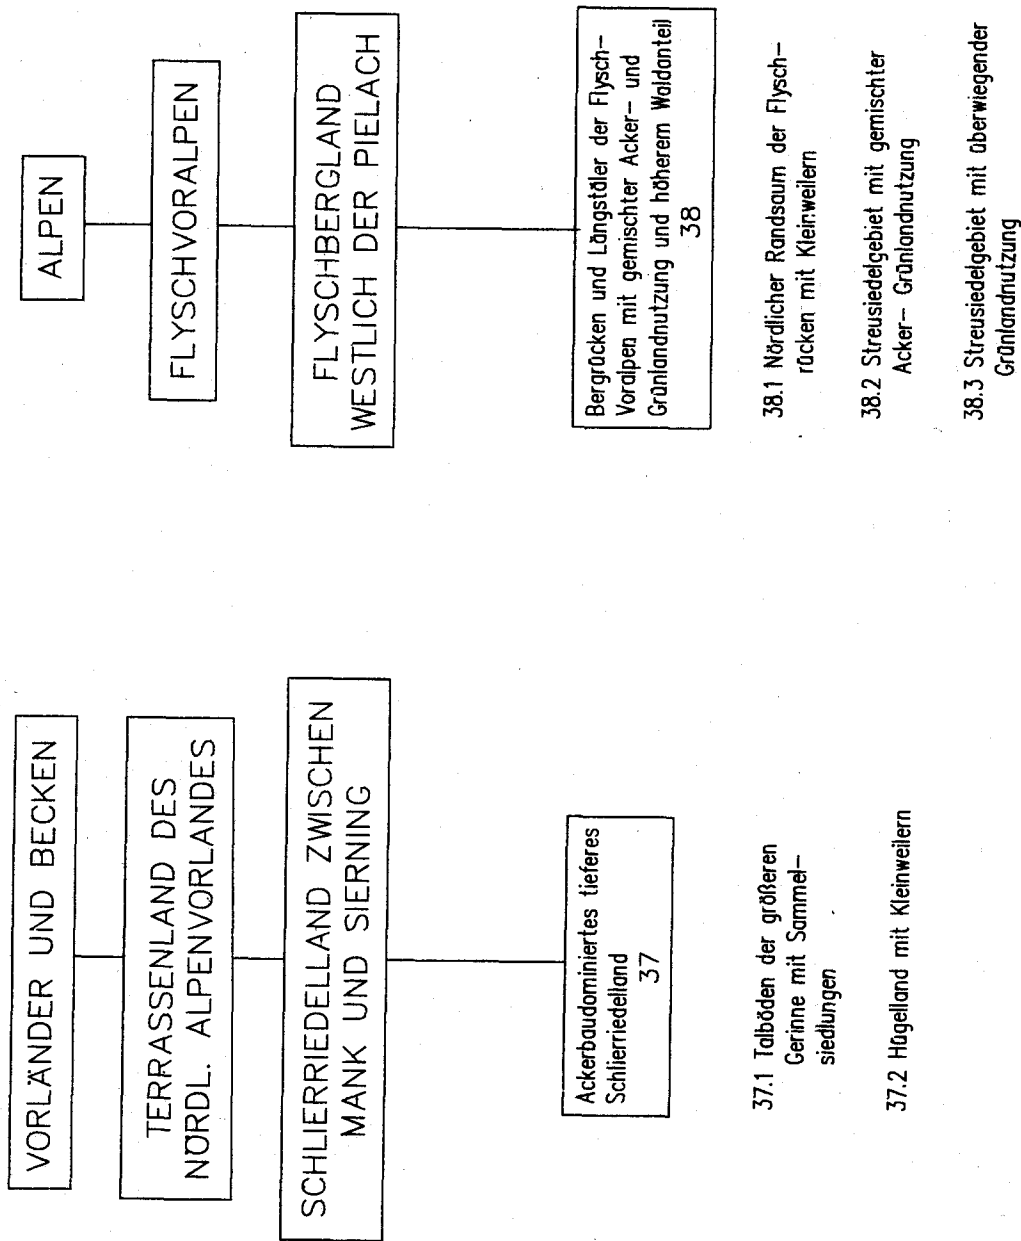 VORLÄNDER UND BECKEN
TERRASSENLAND DES
NÖRDL. ALPENVORLANDES
SCHLIERRIEDELLAND ZWISCHEN
MANK UND SIERNING
Ackerbaudominiertes tieferes
Schlierriedelland
37
37.1 Talböden der größeren
Gerinne mit Sammel–
siedlungen
37.2 Hügelland mit Kleinweilern
ALPEN
FLYSCHVORALPEN
FLYSCHBERGLAND
WESTLICH DER PIELACH
Bergrücken und Längstäler der Flysch–
Voralpen mit gemischter Acker– und
Grünlandnutzung und höherem Waldanteil
38
38.1 Nördlicher Randsaum der Flysch–
rücken mit Kleinweilern
38.2 Streusiedelgebiet mit gemischter
Acker– Grünlandnutzung
38.3 Streusiedelgebiet mit überwiegender
Grünlandnutzung